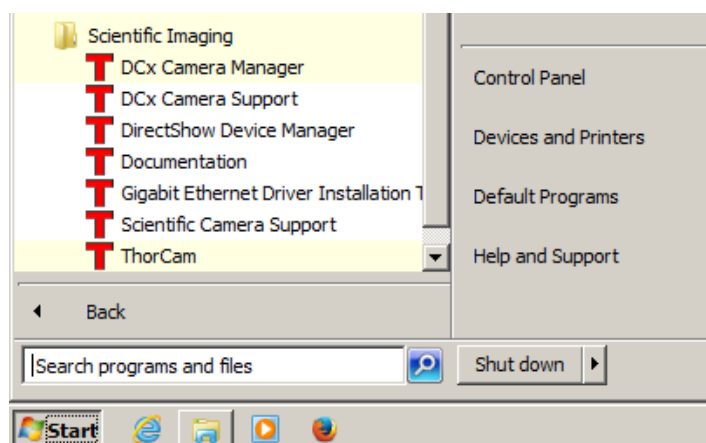 Scientific Imaging
DCx Camera Manager
DCx Camera Support
DirectShow Device Manager
Documentation
Gigabit Ethernet Driver Installation T
Scientific Camera Support
ThorCam
Back
Search programs and files
Control Panel
Devices and Printers
Default Programs
Help and Support
Shut down
Start